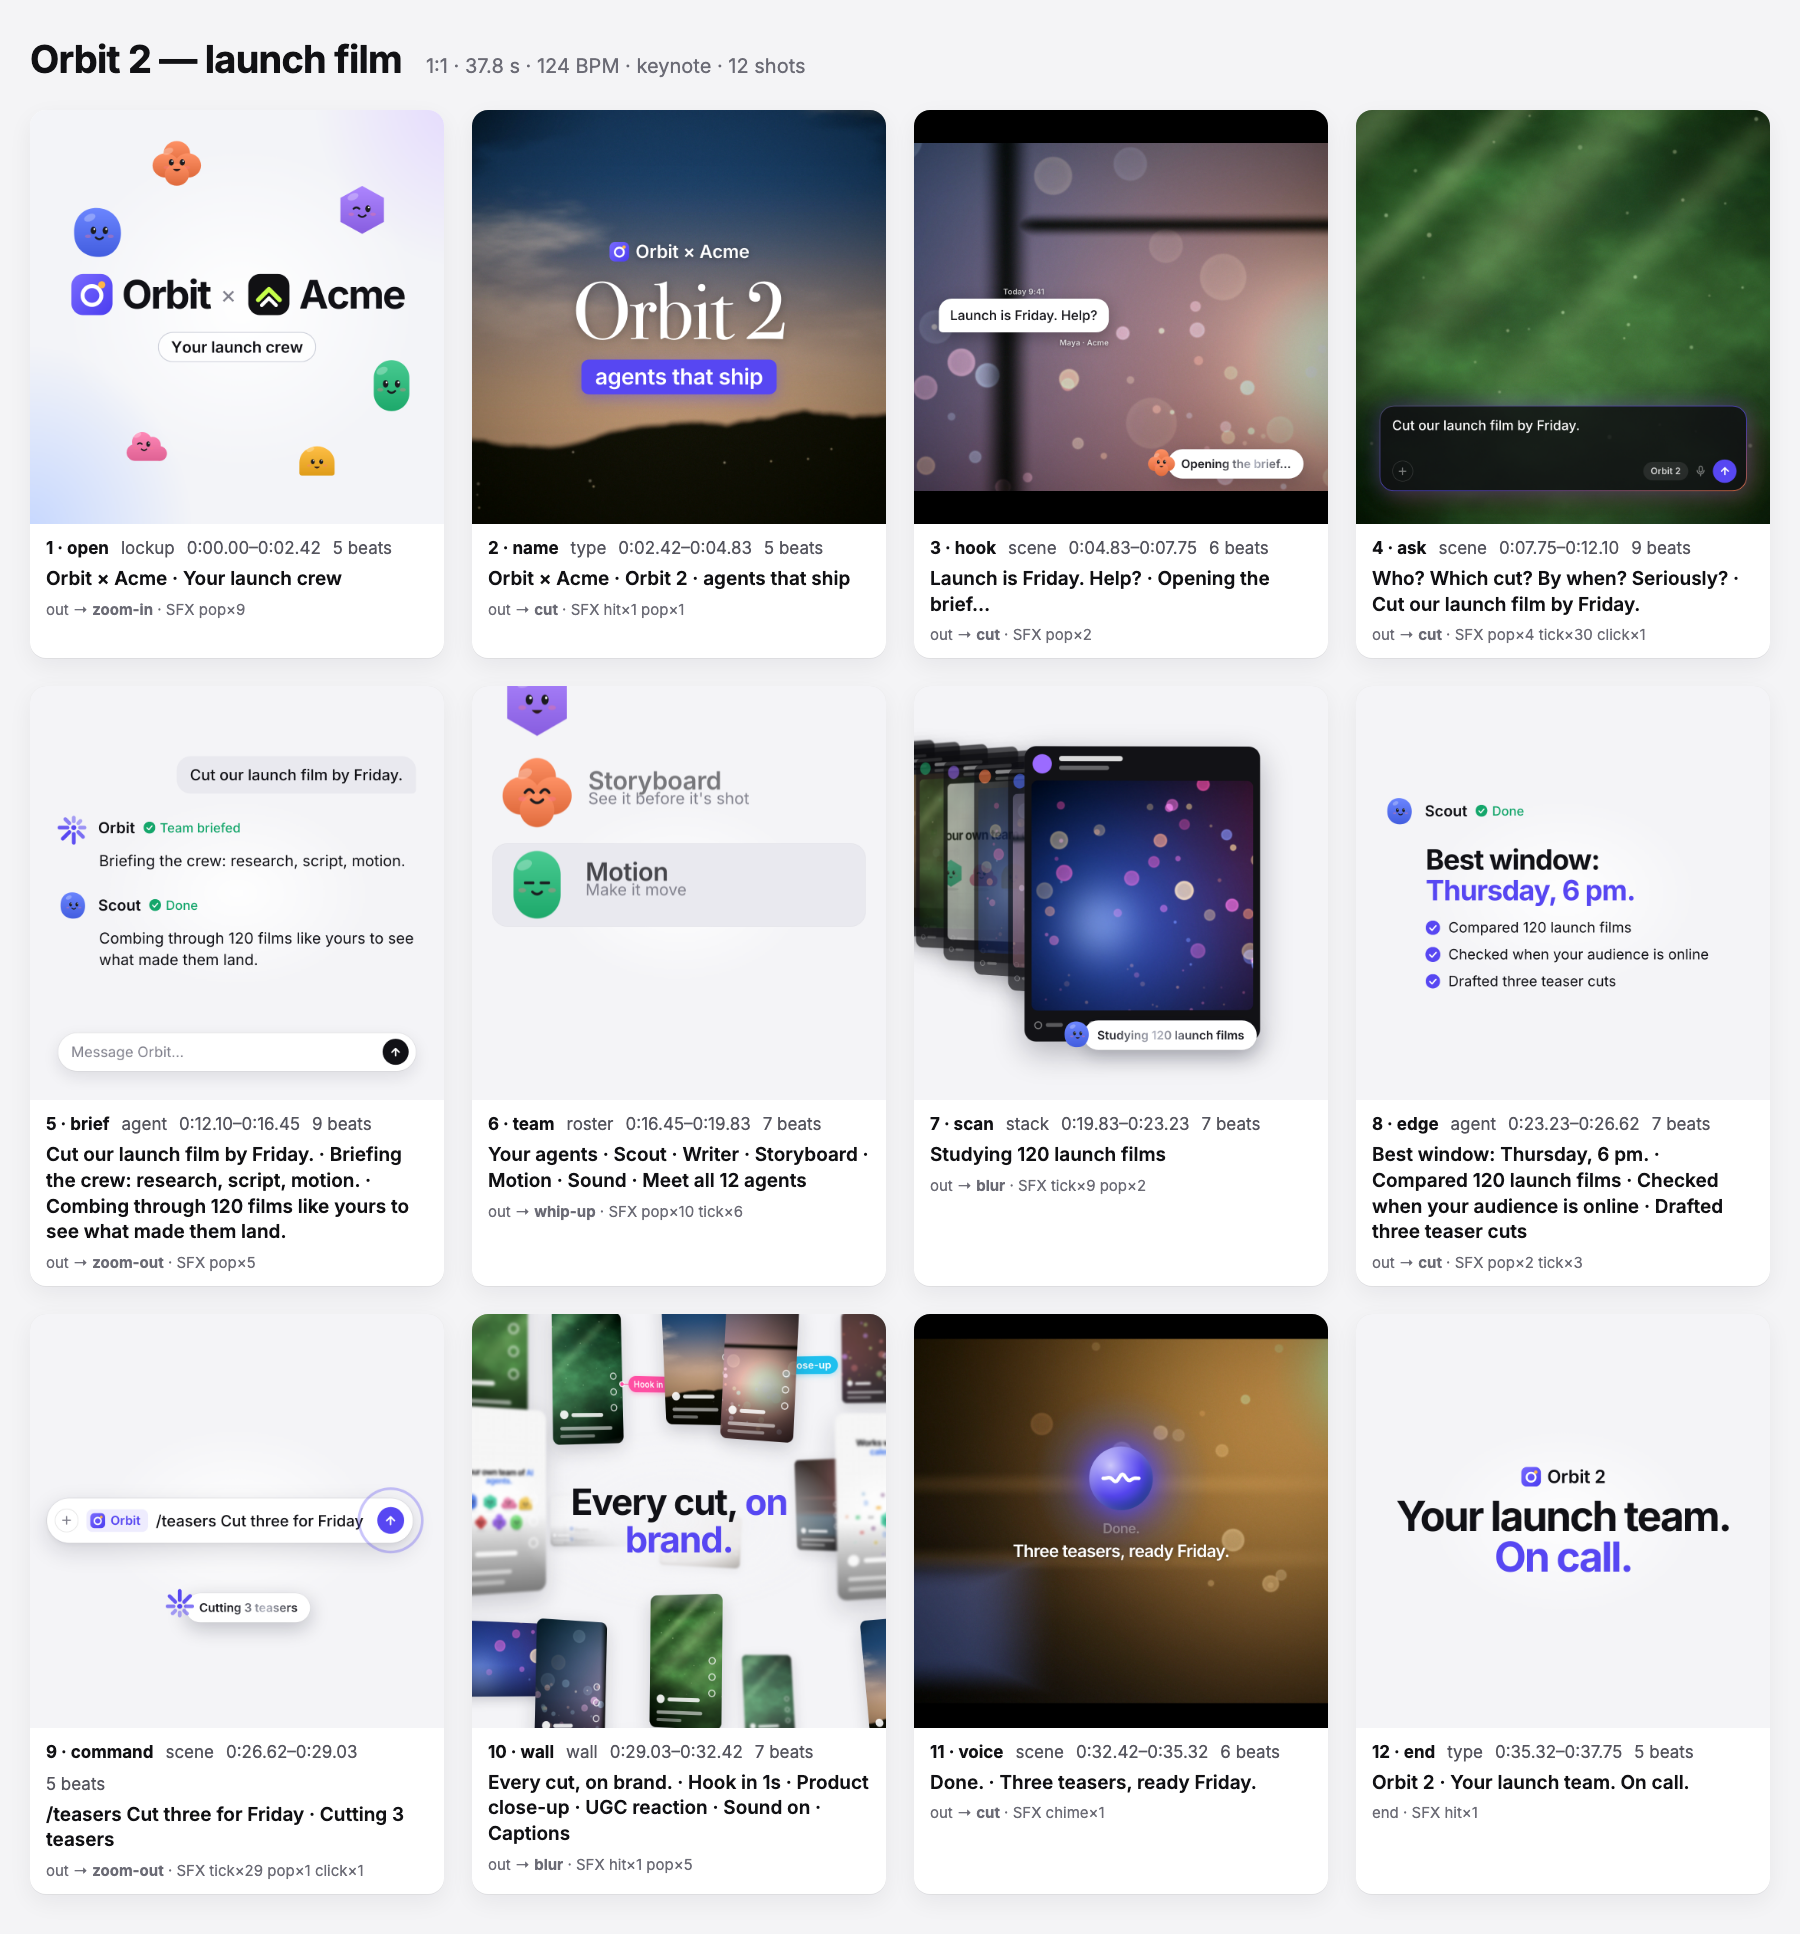 Orbit 2 — launch film 1:1 · 37.8 s · 124 BPM · keynote · 12 shots
Orbit × Acme
Your launch crew
1 · open lockup 0:00.00–0:02.42 5 beats
Orbit × Acme · Your launch crew
out → zoom-in · SFX pop×9
Orbit × Acme
Orbit 2
agents that ship
2 · name type 0:02.42–0:04.83 5 beats
Orbit × Acme · Orbit 2 · agents that ship
out → cut · SFX hit×1 pop×1
Today 9:41
Launch is Friday. Help?
Maya · Acme
Opening the brief...
3 · hook scene 0:04.83–0:07.75 6 beats
Launch is Friday. Help? · Opening the
brief...
out → cut · SFX pop×2
Cut our launch film by Friday.
Orbit 2
4 · ask scene 0:07.75–0:12.10 9 beats
Who? Which cut? By when? Seriously? ·
Cut our launch film by Friday.
out → cut · SFX pop×4 tick×30 click×1
Cut our launch film by Friday.
Orbit Team briefed
Briefing the crew: research, script, motion.
Scout Done
Combing through 120 films like yours to see
what made them land.
Message Orbit...
5 · brief agent 0:12.10–0:16.45 9 beats
Cut our launch film by Friday. · Briefing
the crew: research, script, motion. ·
Combing through 120 films like yours to
see what made them land.
out → zoom-out · SFX pop×5
Storyboard
See it before it's shot
Motion
Make it move
6 · team roster 0:16.45–0:19.83 7 beats
Your agents · Scout · Writer · Storyboard ·
Motion · Sound · Meet all 12 agents
out → whip-up · SFX pop×10 tick×6
our own tea
Studying 120 launch films
7 · scan stack 0:19.83–0:23.23 7 beats
Studying 120 launch films
out → blur · SFX tick×9 pop×2
Scout Done
Best window:
Thursday, 6 pm.
Compared 120 launch films
Checked when your audience is online
Drafted three teaser cuts
8 · edge agent 0:23.23–0:26.62 7 beats
Best window: Thursday, 6 pm. ·
Compared 120 launch films · Checked
when your audience is online · Drafted
three teaser cuts
out → cut · SFX pop×2 tick×3
Orbit /teasers Cut three for Friday
Cutting 3 teasers
9 · command scene 0:26.62–0:29.03
5 beats
/teasers Cut three for Friday · Cutting 3
teasers
out → zoom-out · SFX tick×29 pop×1 click×1
ose-up
Hook in
Works
ur own team of AI
agents.
Every cut, on
brand.
10 · wall wall 0:29.03–0:32.42 7 beats
Every cut, on brand. · Hook in 1s · Product
close-up · UGC reaction · Sound on ·
Captions
out → blur · SFX hit×1 pop×5
Done.
Three teasers, ready Friday.
11 · voice scene 0:32.42–0:35.32 6 beats
Done. · Three teasers, ready Friday.
out → cut · SFX chime×1
Orbit 2
Your launch team.
On call.
12 · end type 0:35.32–0:37.75 5 beats
Orbit 2 · Your launch team. On call.
end · SFX hit×1